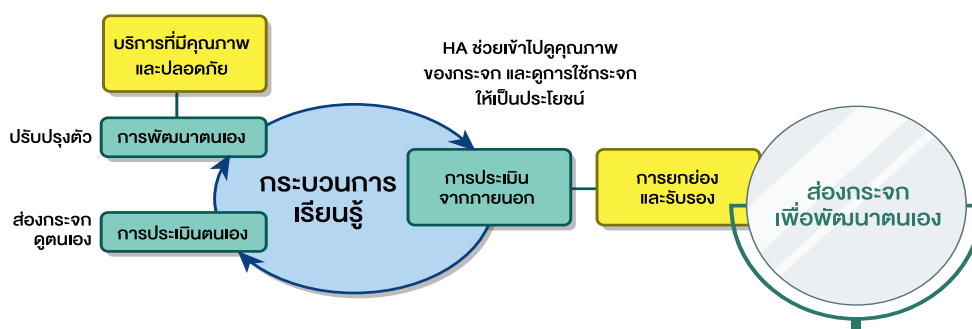 บริการที่มีคุณภาพ
และปลอดภัย
HA ช่วยเข้าไปดูคุณภาพ
ของกระจก และดูการใช้กระจก
ให้เป็นประโยชน์
ปรับปรุงตัว
การพัฒนาตนเอง
กระบวนการ
เรียนรู้
การประเมิน
จากภายนอก
การยกย่อง
และรับรอง
ส่องกระจก
เพื่อพัฒนาตนเอง
ส่องกระจก
ดูตนเอง
การประเมินตนเอง